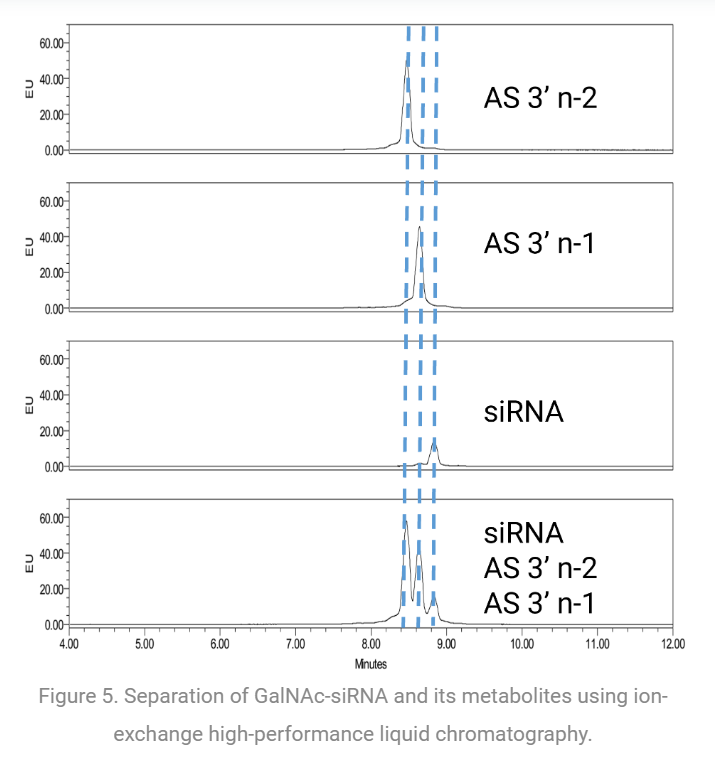 60.00
40.00
20.00
0.00
EU
AS 3’ n-2
60.00
40.00
20.00
0.00
EU
AS 3’ n-1
60.00
40.00
20.00
0.00
EU
siRNA
60.00
40.00
20.00
0.00
EU
siRNA
AS 3’ n-2
AS 3’ n-1
4.00 5.00 6.00 7.00 8.00 9.00 10.00 11.00 12.00
Minutes
Figure 5. Separation of GalNAc-siRNA and its metabolites using ion-
exchange high-performance liquid chromatography.